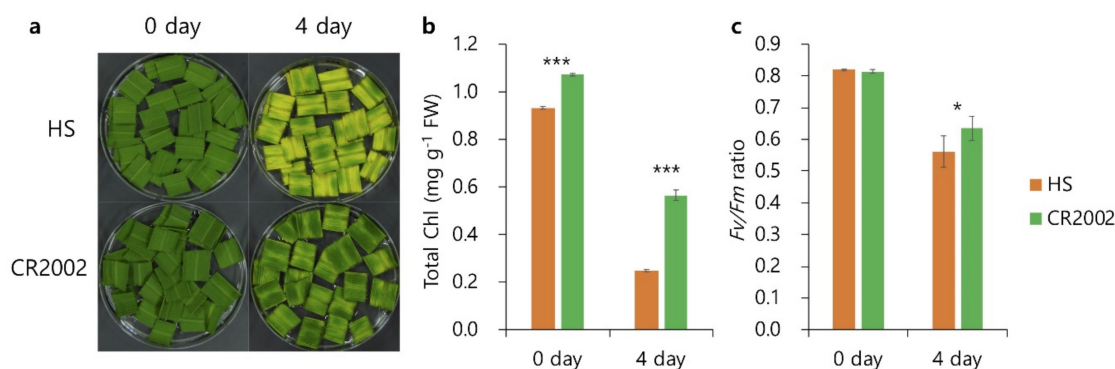 a
0 day 4 day
HS
CR2002
b
Total Chl (mg g⁻¹ FW)
1.2
1.0
0.8
0.6
0.4
0.2
0.0
***
***
0 day 4 day
c
Fv/Fm ratio
0.9
0.8
0.7
0.6
0.5
0.4
0.3
0.2
0.1
0.0
*
0 day 4 day
HS
CR2002